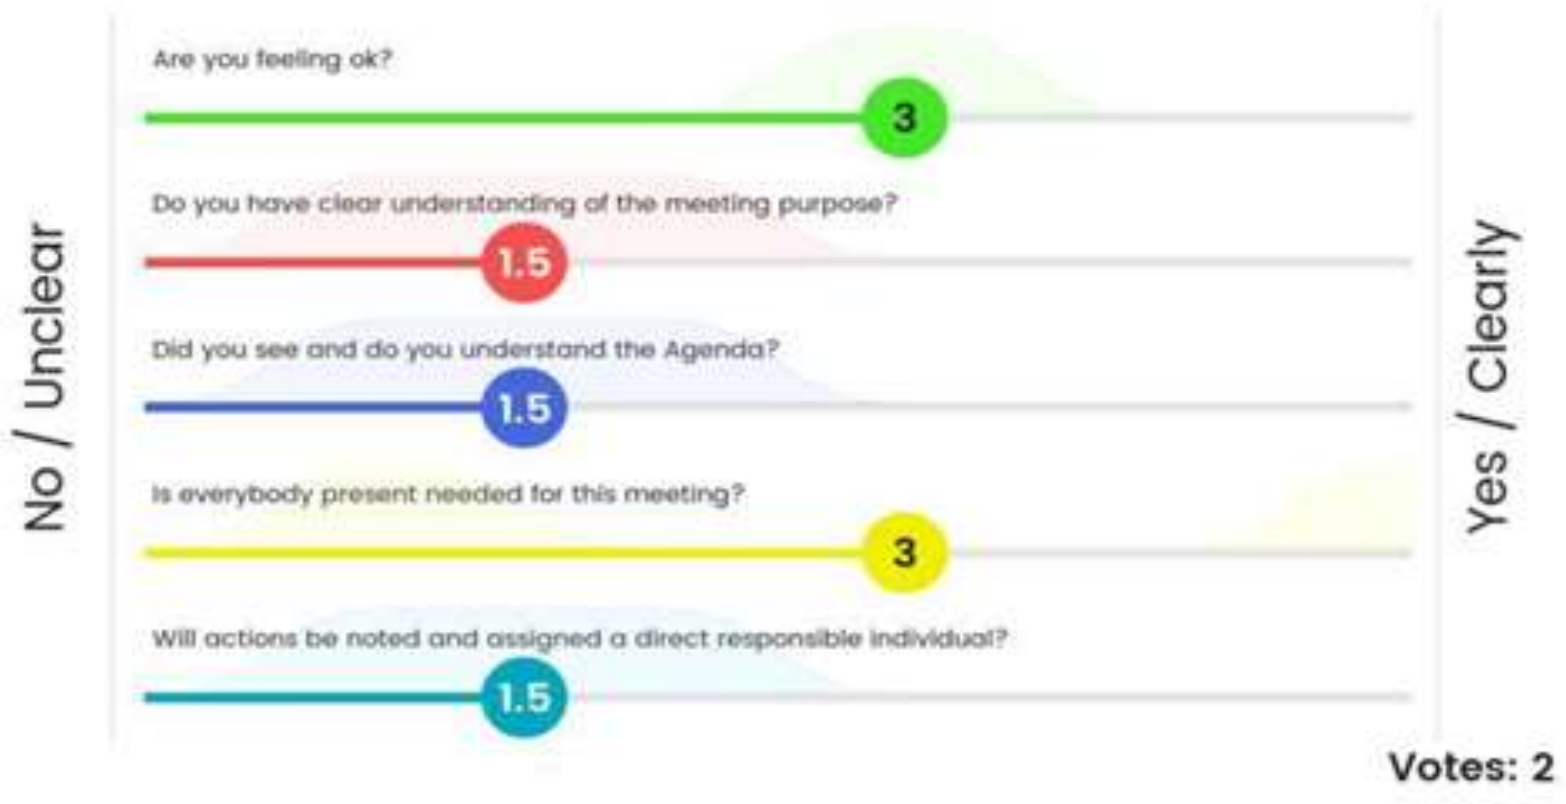 Are you feeling ok?
3
Do you have clear understanding of the meeting purpose?
1.5
Did you see and do you understand the Agenda?
1.5
Is everybody present needed for this meeting?
3
Will actions be noted and assigned a direct responsible individual?
1.5
No / Unclear
Yes / Clearly
Votes: 2